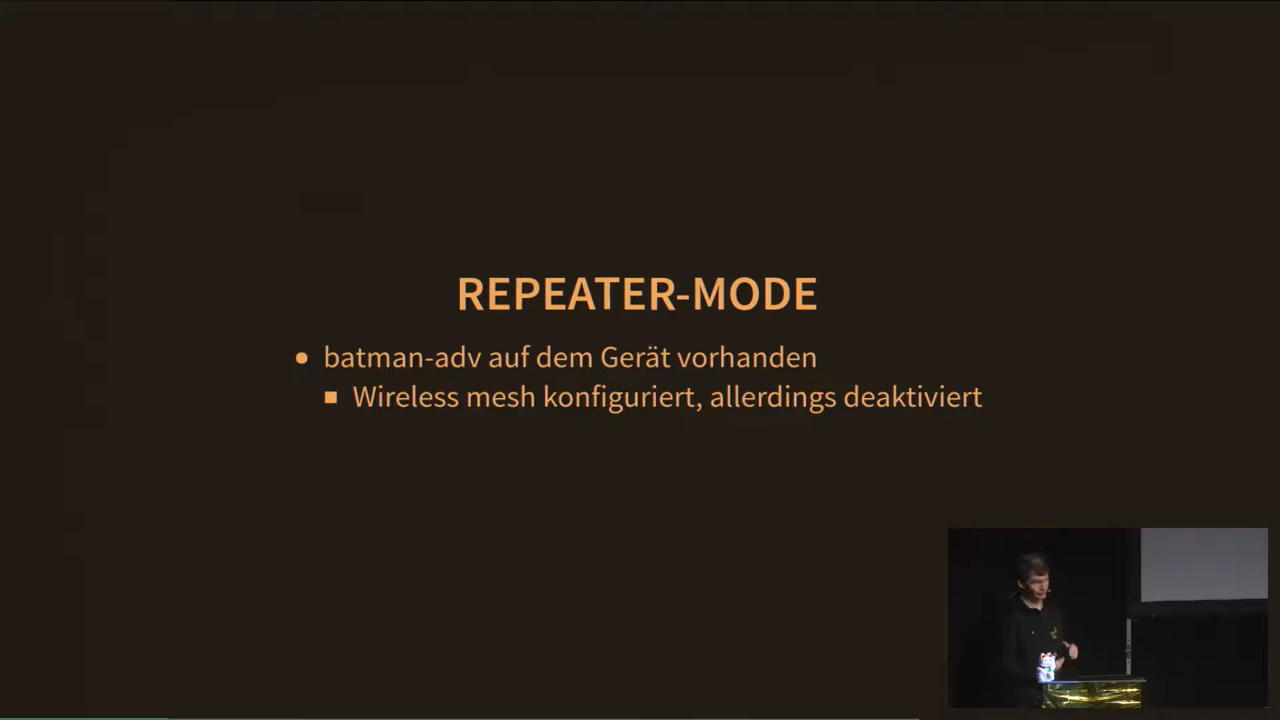 REPEATER-MODE
batman-adv auf dem Gerät vorhanden
Wireless mesh konfiguriert, allerdings deaktiviert